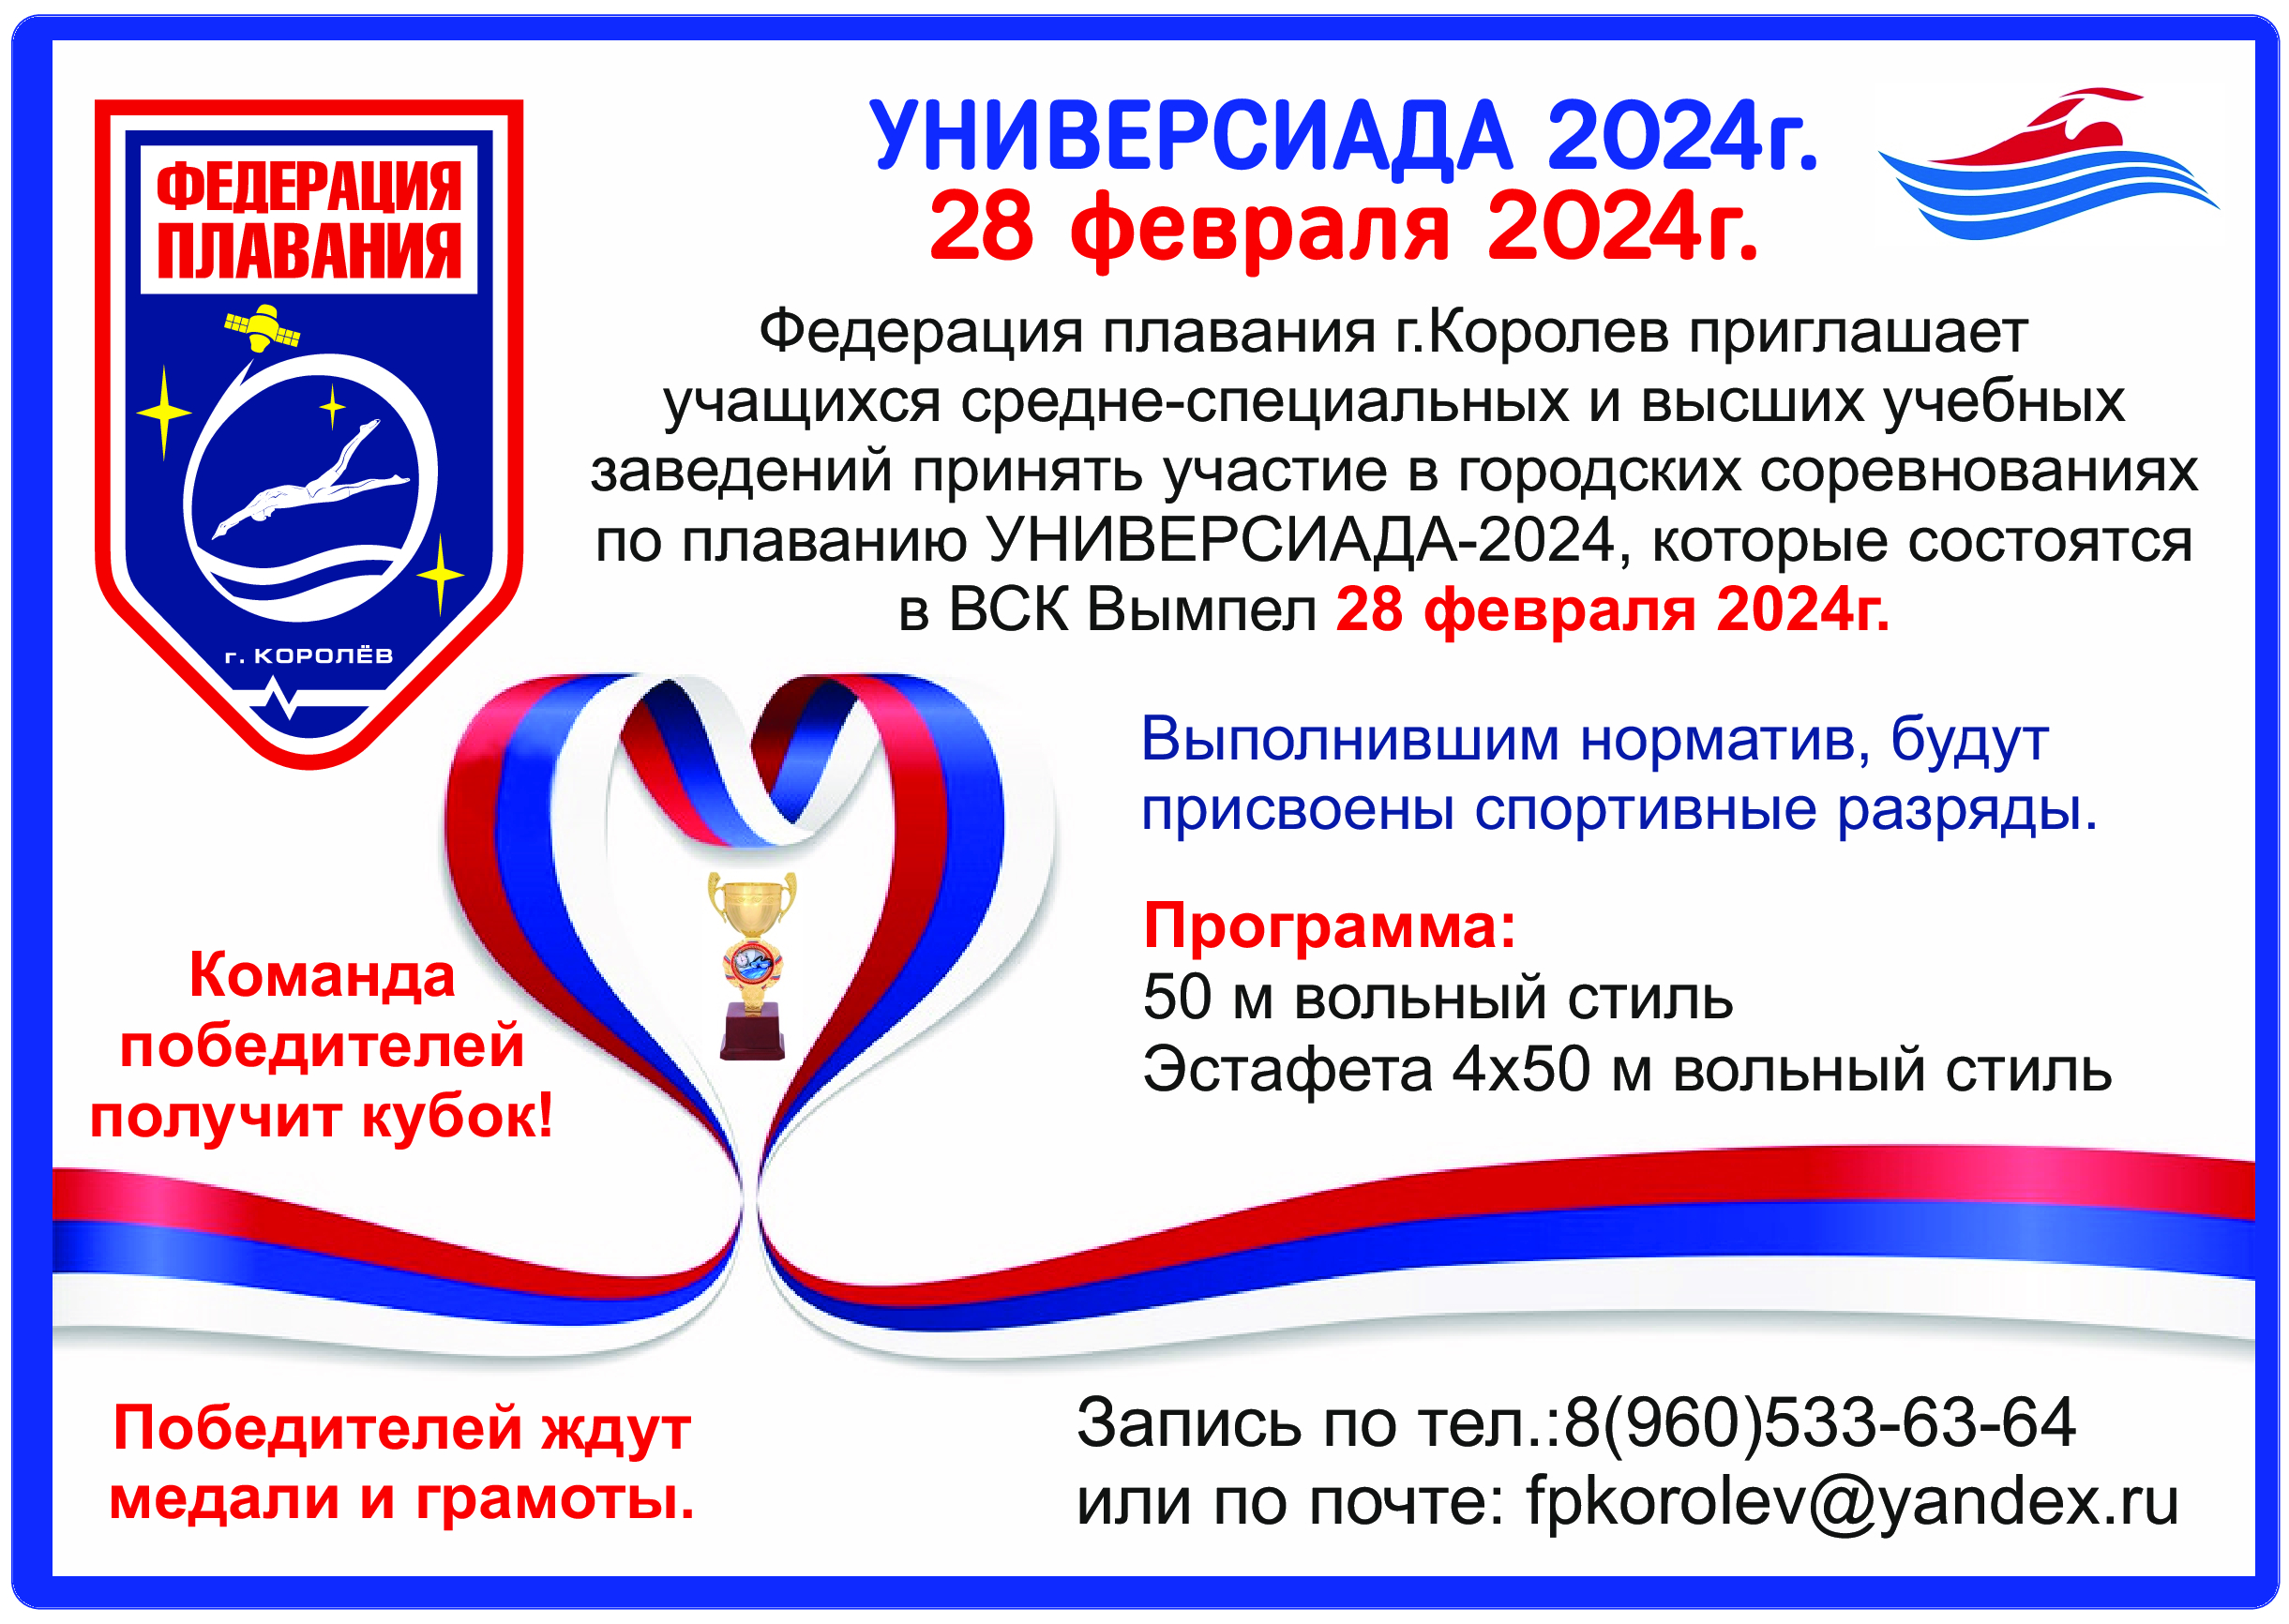 ФЕДЕРАЦИЯ
ПЛАВАНИЯ
г. КОРОЛЁВ
УНИВЕРСИАДА 2024г.
28 февраля 2024г.
Федерация плавания г.Королев приглашает
учащихся средне-специальных и высших учебных
заведений принять участие в городских соревнованиях
по плаванию УНИВЕРСИАДА-2024, которые состоятся
в ВСК Вымпел 28 февраля 2024г.
Выполнившим норматив, будут
присвоены спортивные разряды.
Программа:
50 м вольный стиль
Эстафета 4х50 м вольный стиль
Команда
победителей
получит кубок!
Победителей ждут
медали и грамоты.
Запись по тел.:8(960)533-63-64
или по почте: fpkorolev@yandex.ru